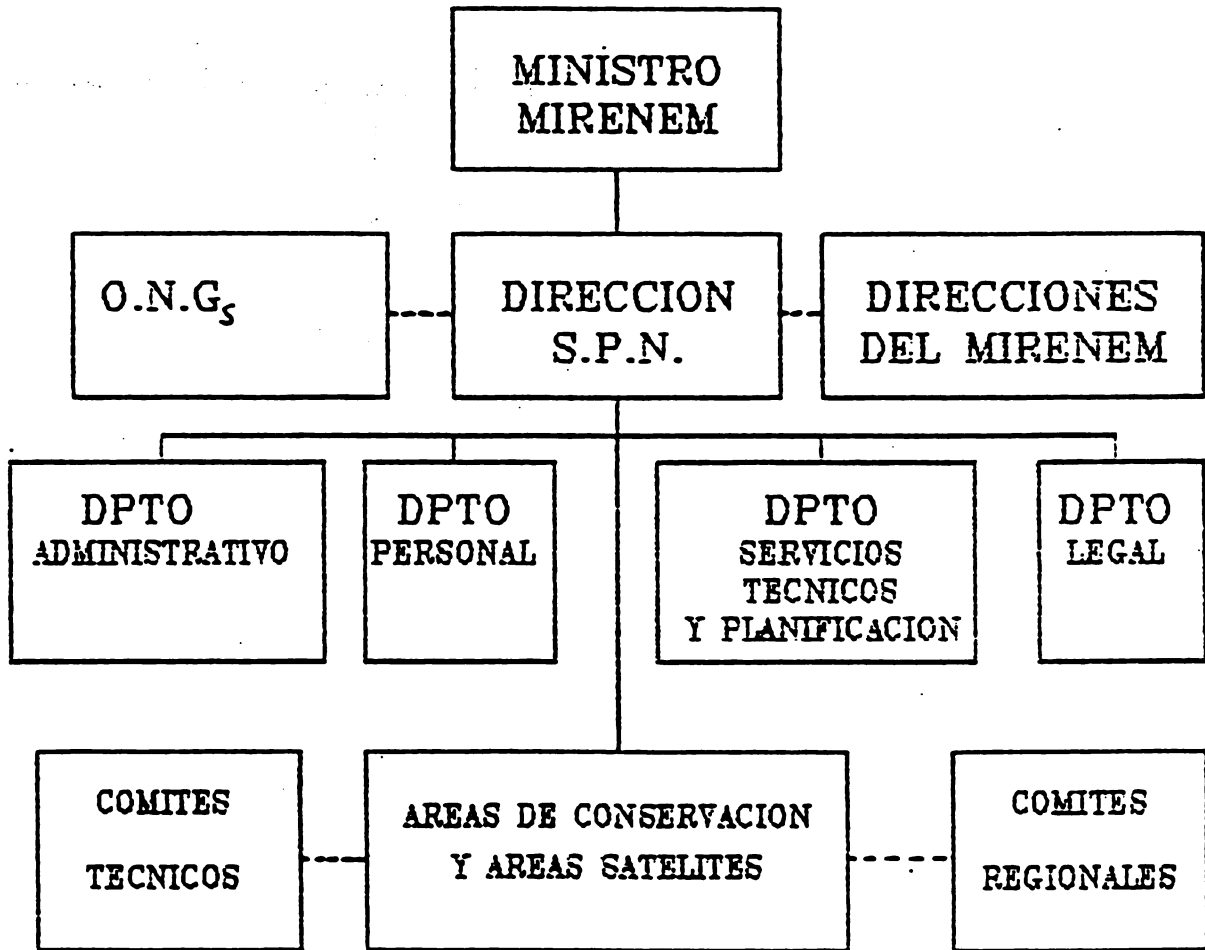 MINISTRO
MIRENEM
O.N.Gs
DIRECCION
S.P.N.
DIRECCIONES
DEL MIRENEM
DPTO
ADMINISTRATIVO
DPTO
PERSONAL
DPTO
SERVICIOS
TECNICOS
Y PLANIFICACION
DPTO
LEGAL
COMITES
TECNICOS
AREAS DE CONSERVACION
Y AREAS SATELITES
COMITES
REGIONALES